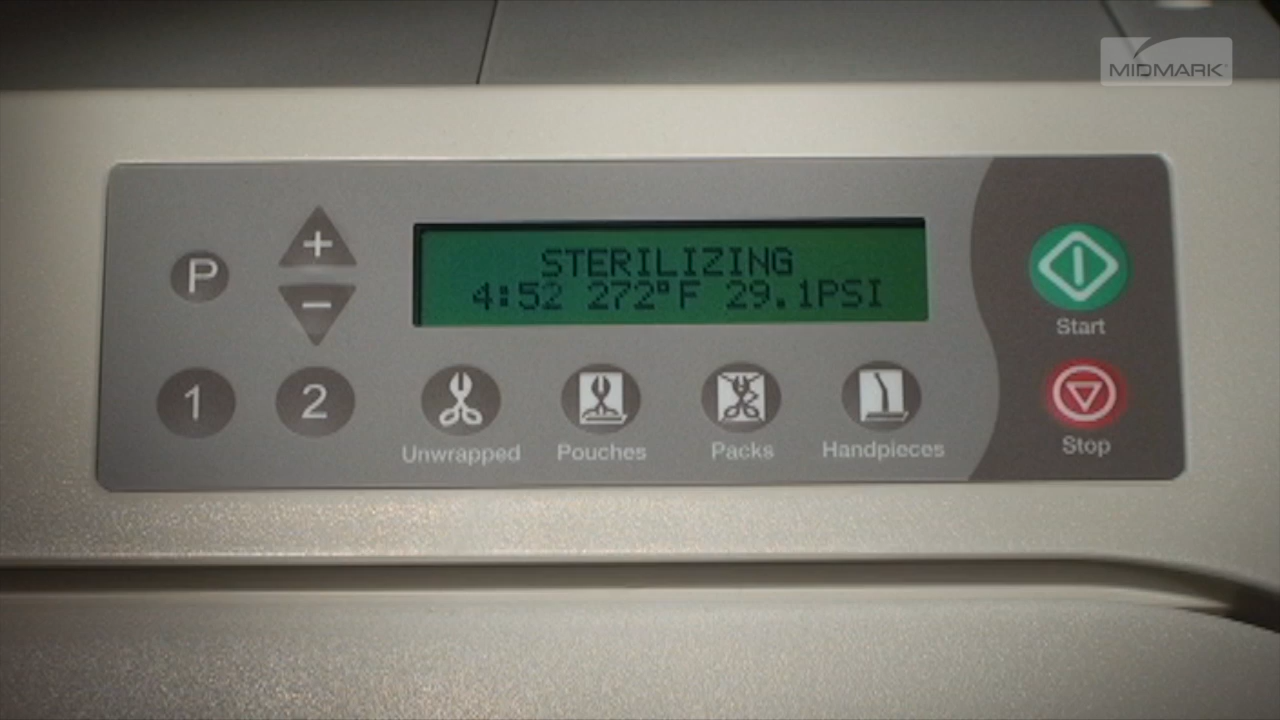 MIDMARK
P
+
−
STERILIZING
4:52 272°F 29.1PSI
Start
1
2
Unwrapped
Pouches
Packs
Handpieces
Stop